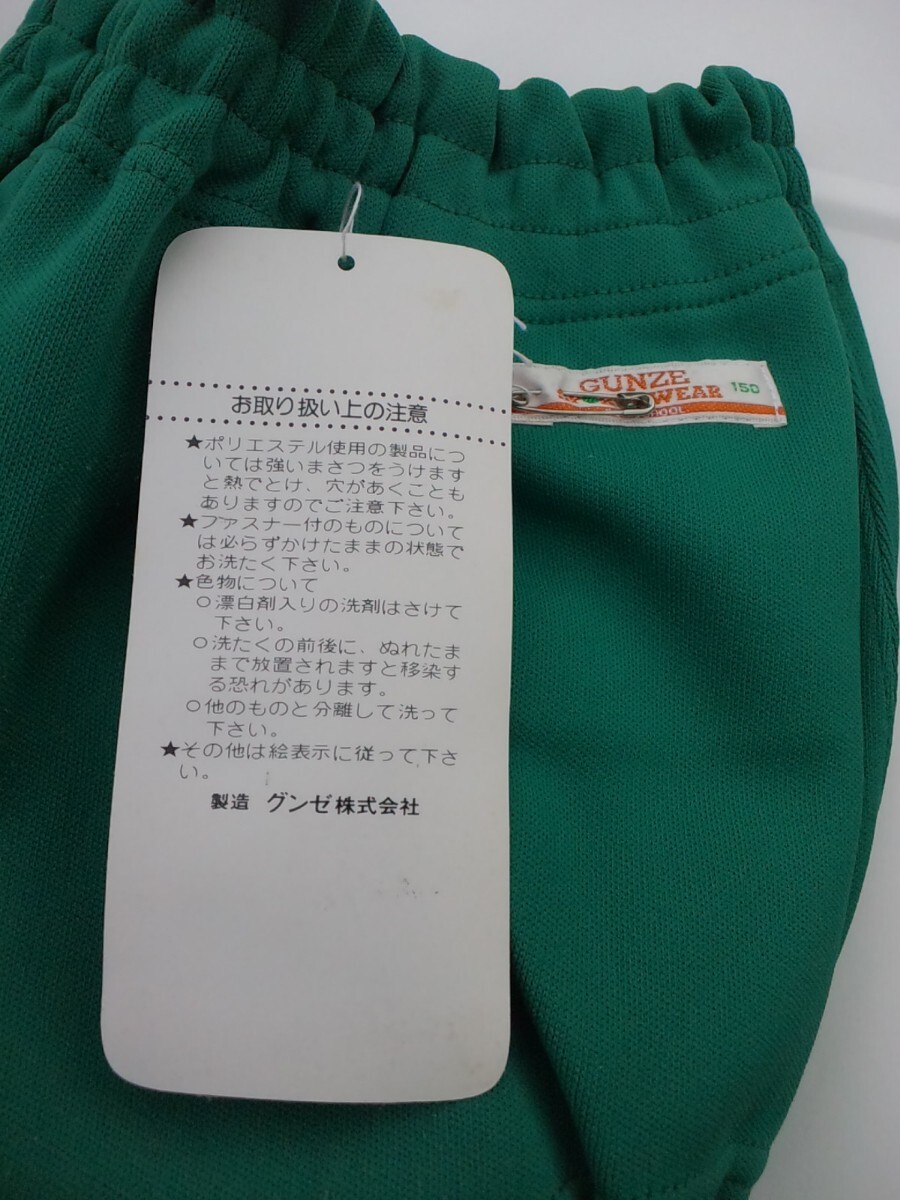 お取り扱い上の注意
★ポリエステル使用の製品につ
いては強いまさつをうけます
と熱でとけ、穴があくことも
ありますのでご注意下さい。
★ファスナー付のものについて
は必らずかけたままの状態で
お洗たく下さい。
★色物について
○漂白剤入りの洗剤はさけて
下さい。
○洗たくの前後に、ぬれたま
まで放置されますと移染す
る恐れがあります。
○他のものと分離して洗って
下さい。
★その他は絵表示に従って下さ
い。
製造 グンゼ株式会社
GUNZE
WEAR 150